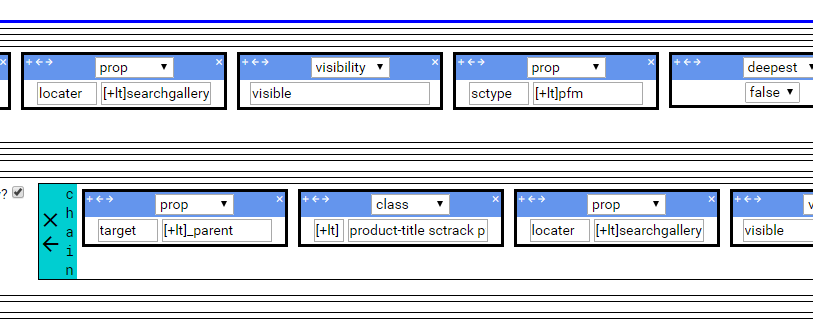 prop visibility prop deepest
locater [+lt]searchgallery visible sctype [+lt]pfm false
? chain prop class prop
target [+lt]_parent [+lt] product-title sctrack p locater [+lt]searchgallery visible